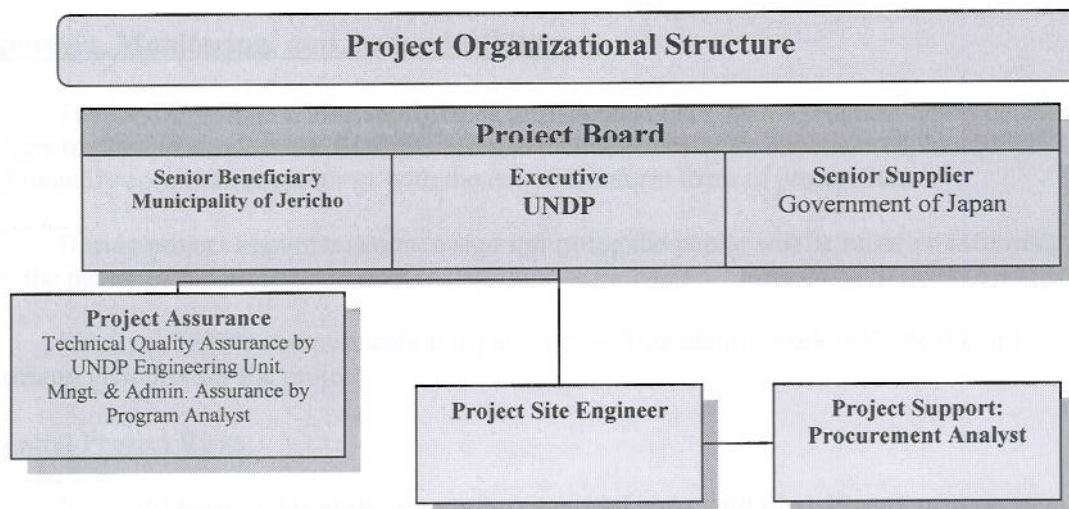 Project Organizational Structure
Project Board
Senior Beneficiary
Municipality of Jericho
Executive
UNDP
Senior Supplier
Government of Japan
Project Assurance
Technical Quality Assurance by
UNDP Engineering Unit.
Mngt. & Admin. Assurance by
Program Analyst
Project Site Engineer
Project Support:
Procurement Analyst